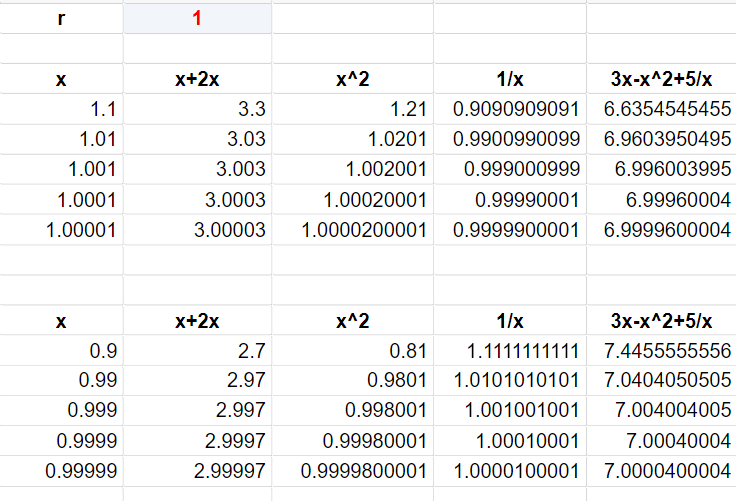 r 1
x x+2x x^2 1/x 3x-x^2+5/x
1.1 3.3 1.21 0.9090909091 6.6354545455
1.01 3.03 1.0201 0.9900990099 6.9603950495
1.001 3.003 1.002001 0.999000999 6.996003995
1.0001 3.0003 1.00020001 0.99990001 6.99960004
1.00001 3.00003 1.0000200001 0.9999900001 6.9999600004
x x+2x x^2 1/x 3x-x^2+5/x
0.9 2.7 0.81 1.1111111111 7.4455555556
0.99 2.97 0.9801 1.0101010101 7.0404050505
0.999 2.997 0.998001 1.001001001 7.004004005
0.9999 2.9997 0.99980001 1.00010001 7.00040004
0.99999 2.99997 0.9999800001 1.0000100001 7.0000400004